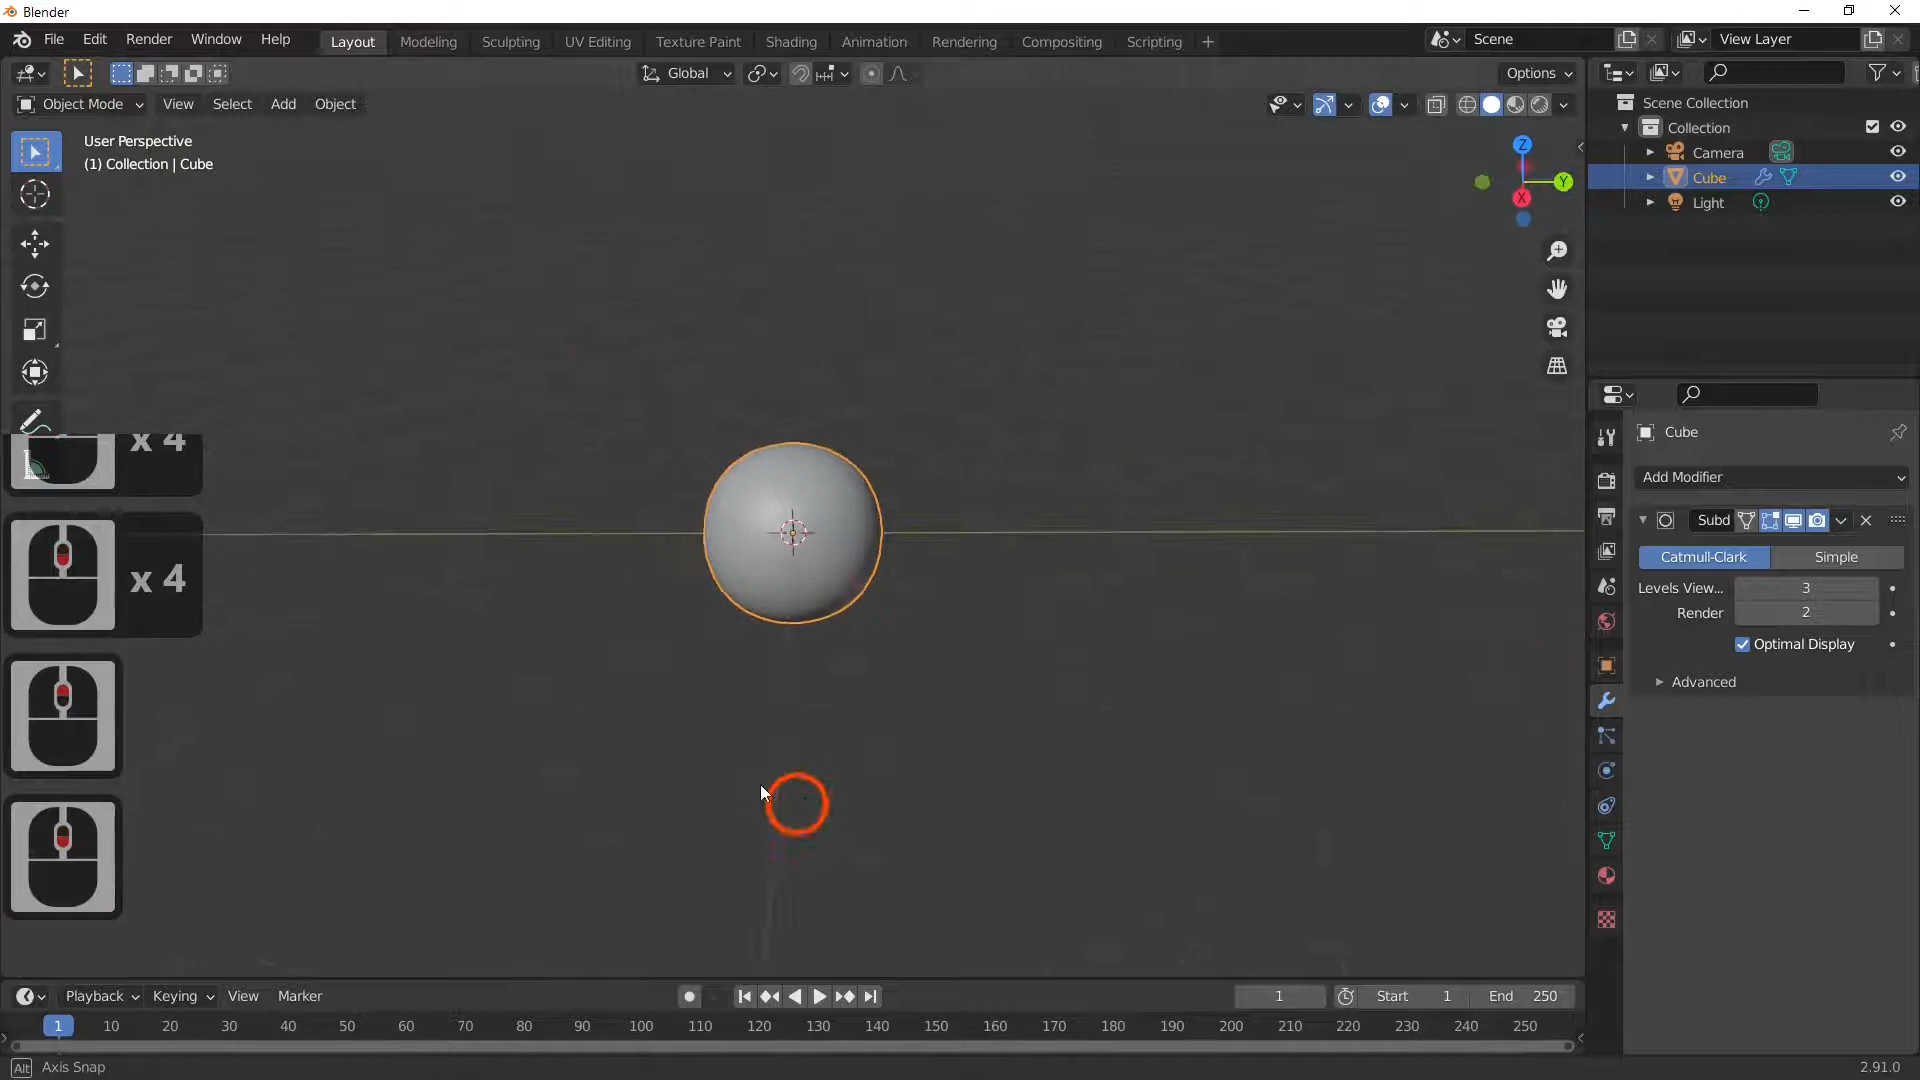 Blender
File Edit Render Window Help Layout Modeling Sculpting UV Editing Texture Paint Shading Animation Rendering Compositing Scripting + Scene View Layer
Global Options
Object Mode View Select Add Object
User Perspective
(1) Collection | Cube
Z
Y
X
Scene Collection
Collection
Camera
Cube
Light
x 4
x 4
Cube
Add Modifier
Subd
Catmull-Clark Simple
Levels View... 3
Render 2
Optimal Display
Advanced
Playback Keying View Marker 1 Start 1 End 250
1 10 20 30 40 50 60 70 80 90 100 110 120 130 140 150 160 170 180 190 200 210 220 230 240 250
Alt Axis Snap 2.91.0